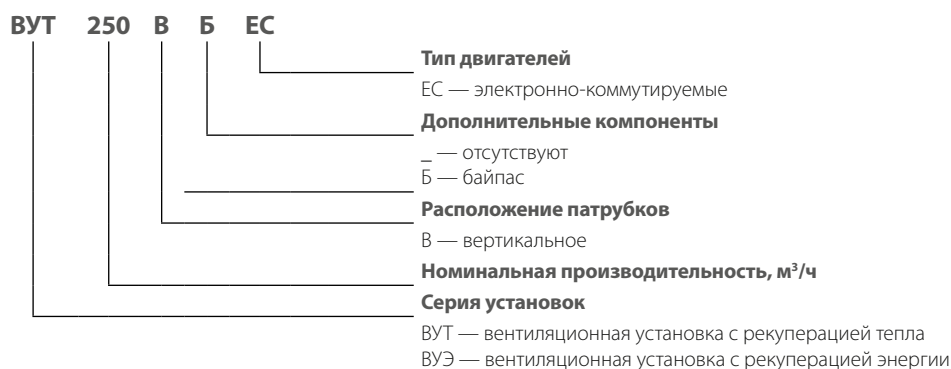 ВУТ 250 В Б ЕС
Тип двигателей
ЕС — электронно-коммутируемые
Дополнительные компоненты
_ — отсутствуют
Б — байпас
Расположение патрубков
В — вертикальное
Номинальная производительность, м³/ч
Серия установок
ВУТ — вентиляционная установка с рекуперацией тепла
ВУЭ — вентиляционная установка с рекуперацией энергии